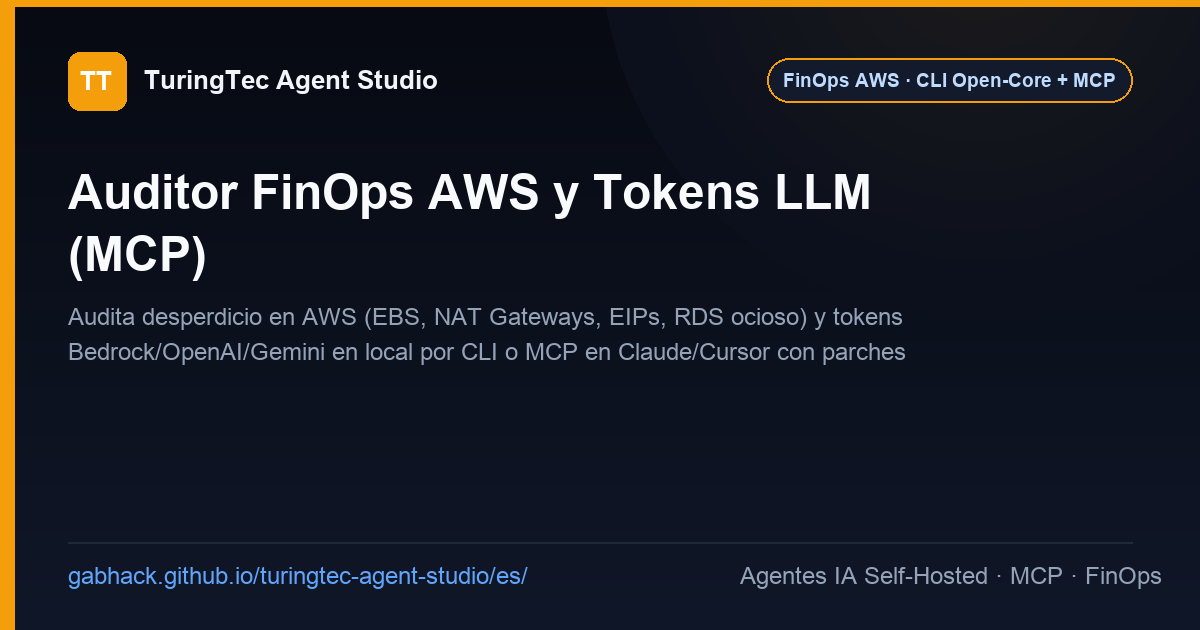 TT
TuringTec Agent Studio
FinOps AWS · CLI Open-Core + MCP
Auditor FinOps AWS y Tokens LLM
(MCP)
Audita desperdicio en AWS (EBS, NAT Gateways, EIPs, RDS ocioso) y tokens
Bedrock/OpenAI/Gemini en local por CLI o MCP en Claude/Cursor con parches
gabhack.github.io/turingtec-agent-studio/es/
Agentes IA Self-Hosted · MCP · FinOps